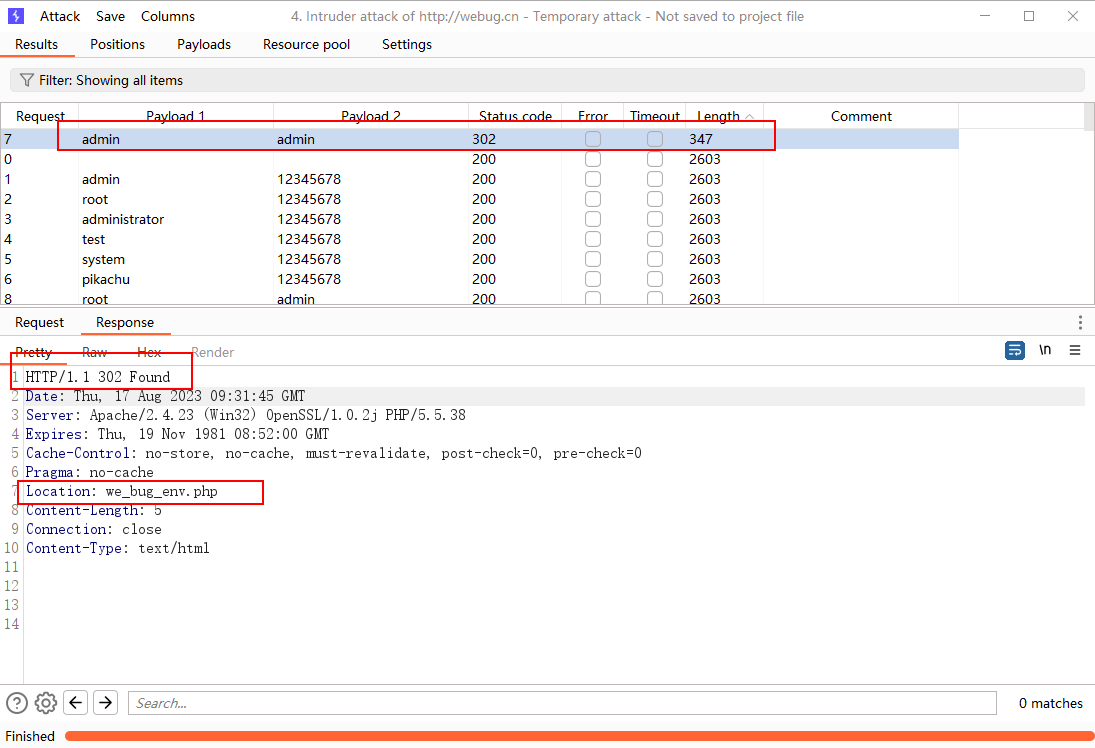 Attack Save Columns 4. Intruder attack of http://webug.cn - Temporary attack - Not saved to project file
Results Positions Payloads Resource pool Settings
Filter: Showing all items
Request Payload 1 Payload 2 Status code Error Timeout Length Comment
7 admin admin 302 347
0 200 2603
1 admin 12345678 200 2603
2 root 12345678 200 2603
3 administrator 12345678 200 2603
4 test 12345678 200 2603
5 system 12345678 200 2603
6 pikachu 12345678 200 2603
8 root admin 200 2603
Request Response
Pretty Raw Hex Render \n
1 HTTP/1.1 302 Found
2 Date: Thu, 17 Aug 2023 09:31:45 GMT
3 Server: Apache/2.4.23 (Win32) OpenSSL/1.0.2j PHP/5.5.38
4 Expires: Thu, 19 Nov 1981 08:52:00 GMT
5 Cache-Control: no-store, no-cache, must-revalidate, post-check=0, pre-check=0
6 Pragma: no-cache
7 Location: we_bug_env.php
8 Content-Length: 5
9 Connection: close
10 Content-Type: text/html
11
12
13
14
Search... 0 matches
Finished